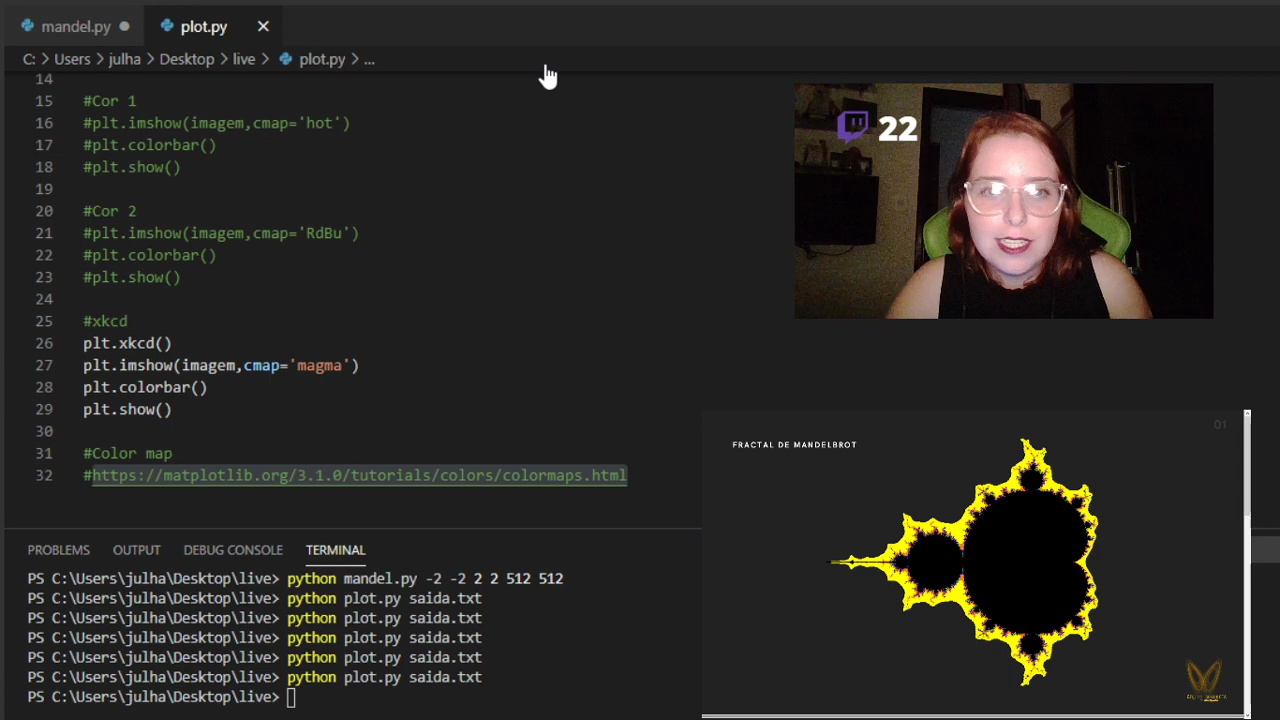 mandel.py
plot.py
C: > Users > julha > Desktop > live > plot.py > ...
14
15 #Cor 1
16 #plt.imshow(imagem,cmap='hot')
17 #plt.colorbar()
18 #plt.show()
19
20 #Cor 2
21 #plt.imshow(imagem,cmap='RdBu')
22 #plt.colorbar()
23 #plt.show()
24
25 #xkcd
26 plt.xkcd()
27 plt.imshow(imagem,cmap='magma')
28 plt.colorbar()
29 plt.show()
30
31 #Color map
32 #https://matplotlib.org/3.1.0/tutorials/colors/colormaps.html
22
FRACTAL DE MANDELBROT
01
PROBLEMS OUTPUT DEBUG CONSOLE TERMINAL
PS C:\Users\julha\Desktop\live> python mandel.py -2 -2 2 2 512 512
PS C:\Users\julha\Desktop\live> python plot.py saida.txt
PS C:\Users\julha\Desktop\live> python plot.py saida.txt
PS C:\Users\julha\Desktop\live> python plot.py saida.txt
PS C:\Users\julha\Desktop\live> python plot.py saida.txt
PS C:\Users\julha\Desktop\live> python plot.py saida.txt
PS C:\Users\julha\Desktop\live>